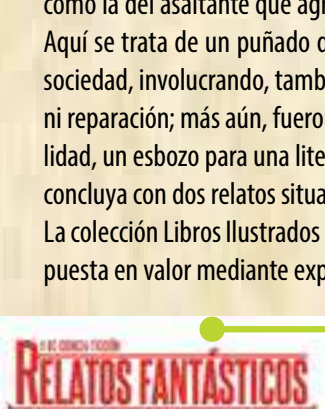 como la del asaltante que agr
Aquí se trata de un puñado d
sociedad, involucrando, tamb
ni reparación; más aún, fuero
lidad, un esbozo para una lite
concluya con dos relatos situa
La colección Libros Ilustrados
puesta en valor mediante exp
RELATOS FANTÁSTICOS